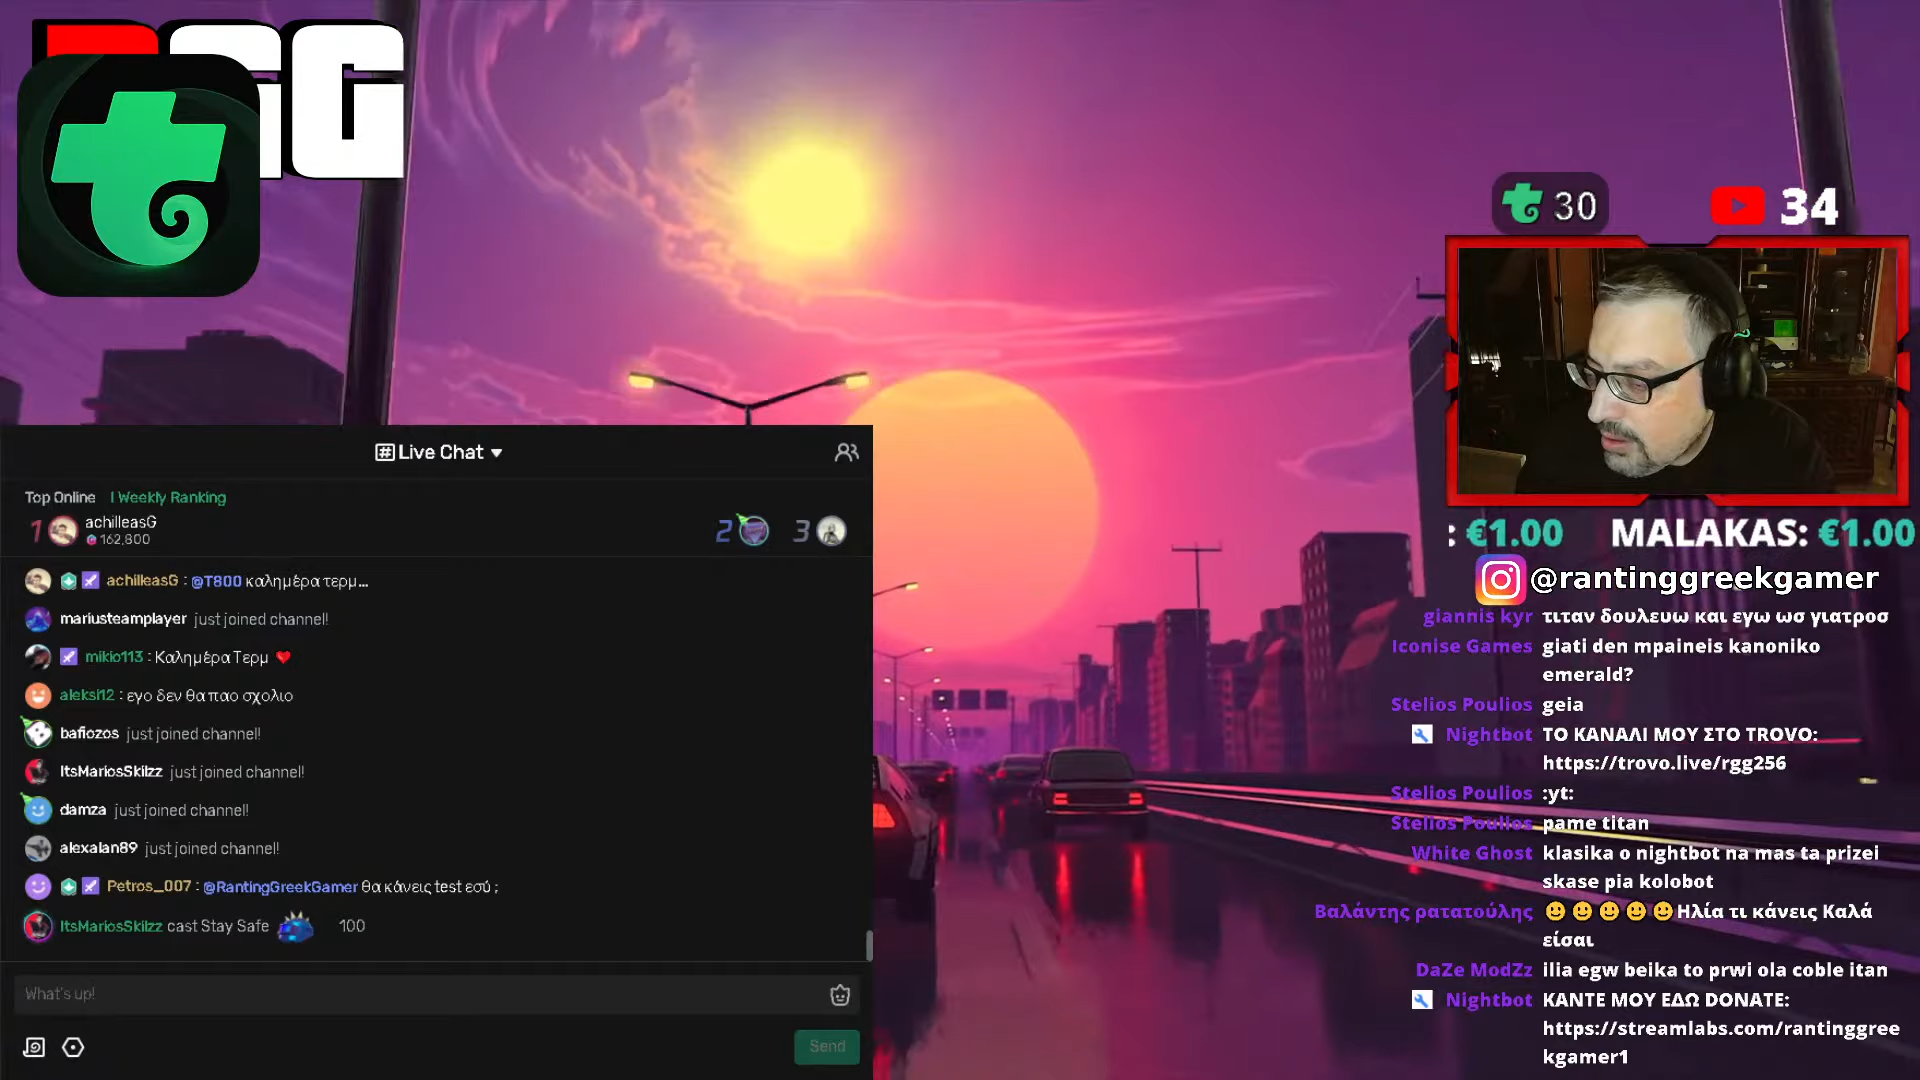 30
34
: €1.00 MALAKAS: €1.00
@rantinggreekgamer
Live Chat
Top Online | Weekly Ranking
1 achilleasG
162,800
2 3
achilleasG : @T800 καλημέρα τερμ...
mariusteamplayer just joined channel!
mikio113 : Καλημέρα Τερμ
aleksl12 : εγο δεν θα παο σχολιο
bafiozos just joined channel!
ItsMariosSkilzz just joined channel!
damza just joined channel!
alexalan89 just joined channel!
Petros_007 : @RantingGreekGamer θα κάνεις test εσύ ;
ItsMariosSkilzz cast Stay Safe 100
What's up!
Send
giannis kyr τιταν δουλευω και εγω ωσ γιατροσ
Iconise Games giati den mpaineis kanoniko
emerald?
Stelios Poulios geia
Nightbot ΤΟ ΚΑΝΑΛΙ ΜΟΥ ΣΤΟ TROVO:
https://trovo.live/rgg256
Stelios Poulios :yt:
Stelios Poulios pame titan
White Ghost klasika o nightbot na mas ta prizei
skase pia kolobot
Βαλάντης ρατατούλης Ηλία τι κάνεις Καλά
είσαι
DaZe ModZz ilia egw beika to prwi ola coble itan
Nightbot ΚΑΝΤΕ ΜΟΥ ΕΔΩ DONATE:
https://streamlabs.com/rantinggree
kgamer1